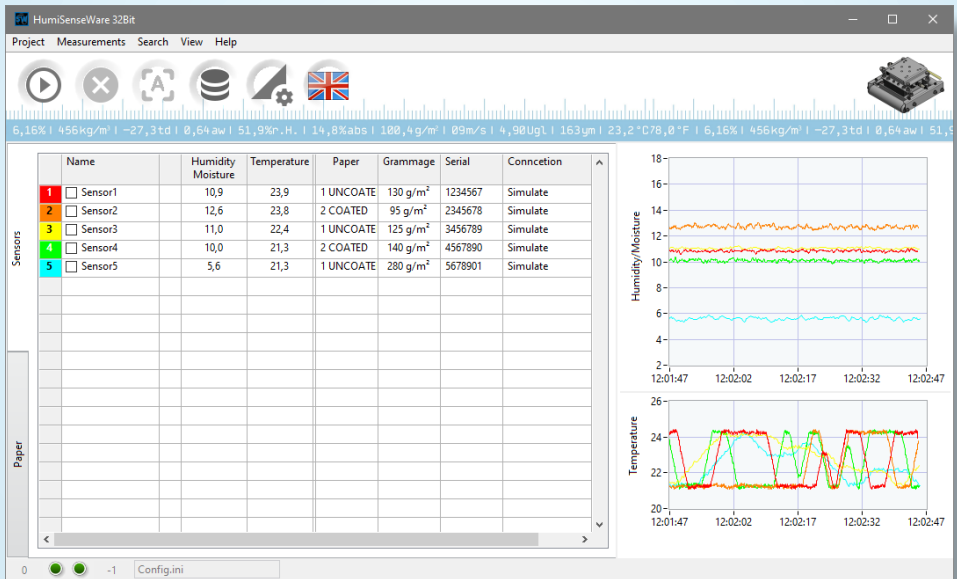 HumiSenseWare 32Bit
Project Measurements Search View Help
[A]
6,16% | 456kg/m³ | -27,3td | 0,64aw | 51,9%r.H. | 14,8%abs | 100,4g/m² | 09m/s | 4,90Ugl | 163ym | 23,2°C78,0°F | 6,16% | 456kg/m³ | -27,3td | 0,64aw | 51,9
Sensors
Paper
Name Humidity Moisture Temperature Paper Grammage Serial Conncetion
1 Sensor1 10,9 23,9 1 UNCOATE 130 g/m² 1234567 Simulate
2 Sensor2 12,6 23,8 2 COATED 95 g/m² 2345678 Simulate
3 Sensor3 11,0 22,4 1 UNCOATE 125 g/m² 3456789 Simulate
4 Sensor4 10,0 21,3 2 COATED 140 g/m² 4567890 Simulate
5 Sensor5 5,6 21,3 1 UNCOATE 280 g/m² 5678901 Simulate
Humidity/Moisture
18
16
14
12
10
8
6
4
2
12:01:47 12:02:02 12:02:17 12:02:32 12:02:47
Temperature
26
24
22
20
12:01:47 12:02:02 12:02:17 12:02:32 12:02:47
0 -1 Config.ini